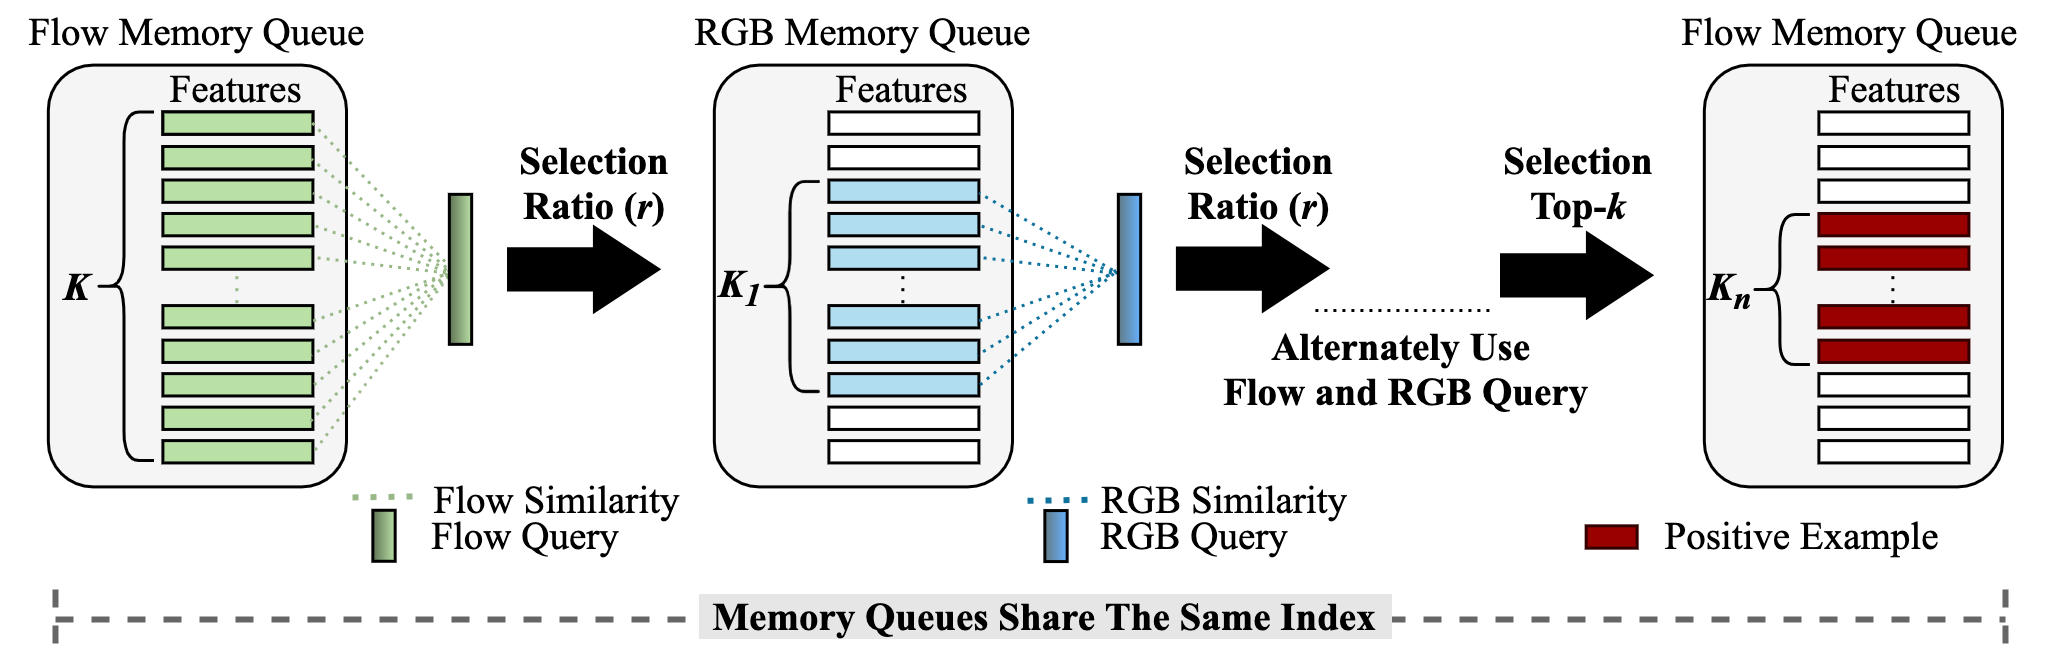 Flow Memory Queue
Features
K
Selection
Ratio (r)
RGB Memory Queue
Features
K1
Selection
Ratio (r)
Alternately Use
Flow and RGB Query
Selection
Top-k
Flow Memory Queue
Features
Kn
Flow Similarity
Flow Query
RGB Similarity
RGB Query
Positive Example
Memory Queues Share The Same Index